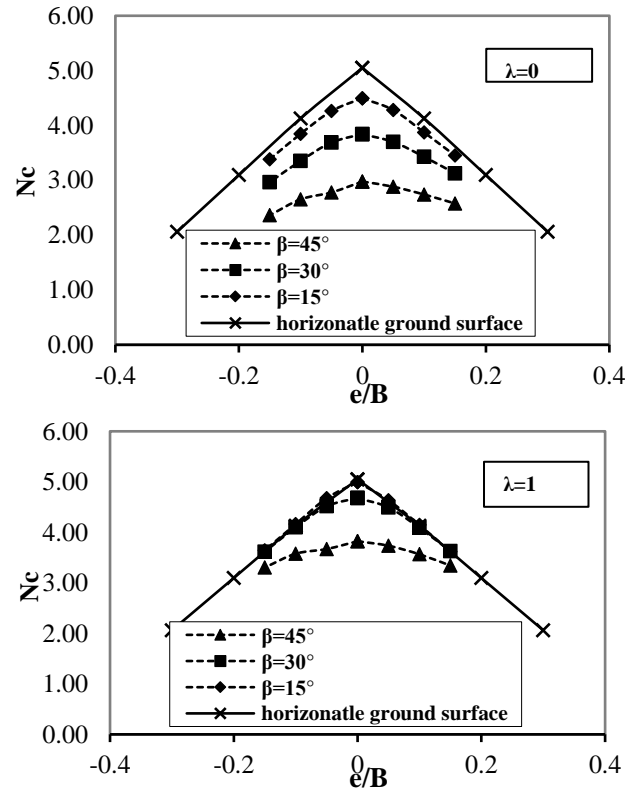 6.00
5.00
4.00
3.00
2.00
1.00
0.00
Nc
λ=0
β=45°
β=30°
β=15°
horizonatle ground surface
-0.4 -0.2 0 0.2 0.4
e/B
6.00
5.00
4.00
3.00
2.00
1.00
0.00
Nc
λ=1
β=45°
β=30°
β=15°
horizonatle ground surface
-0.4 -0.2 0 0.2 0.4
e/B